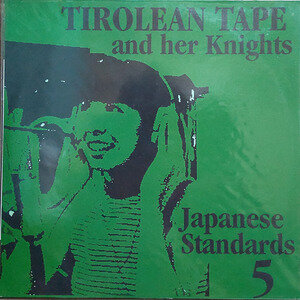 TIROLEAN TAPE
and her Knights
Japanese
Standards
5